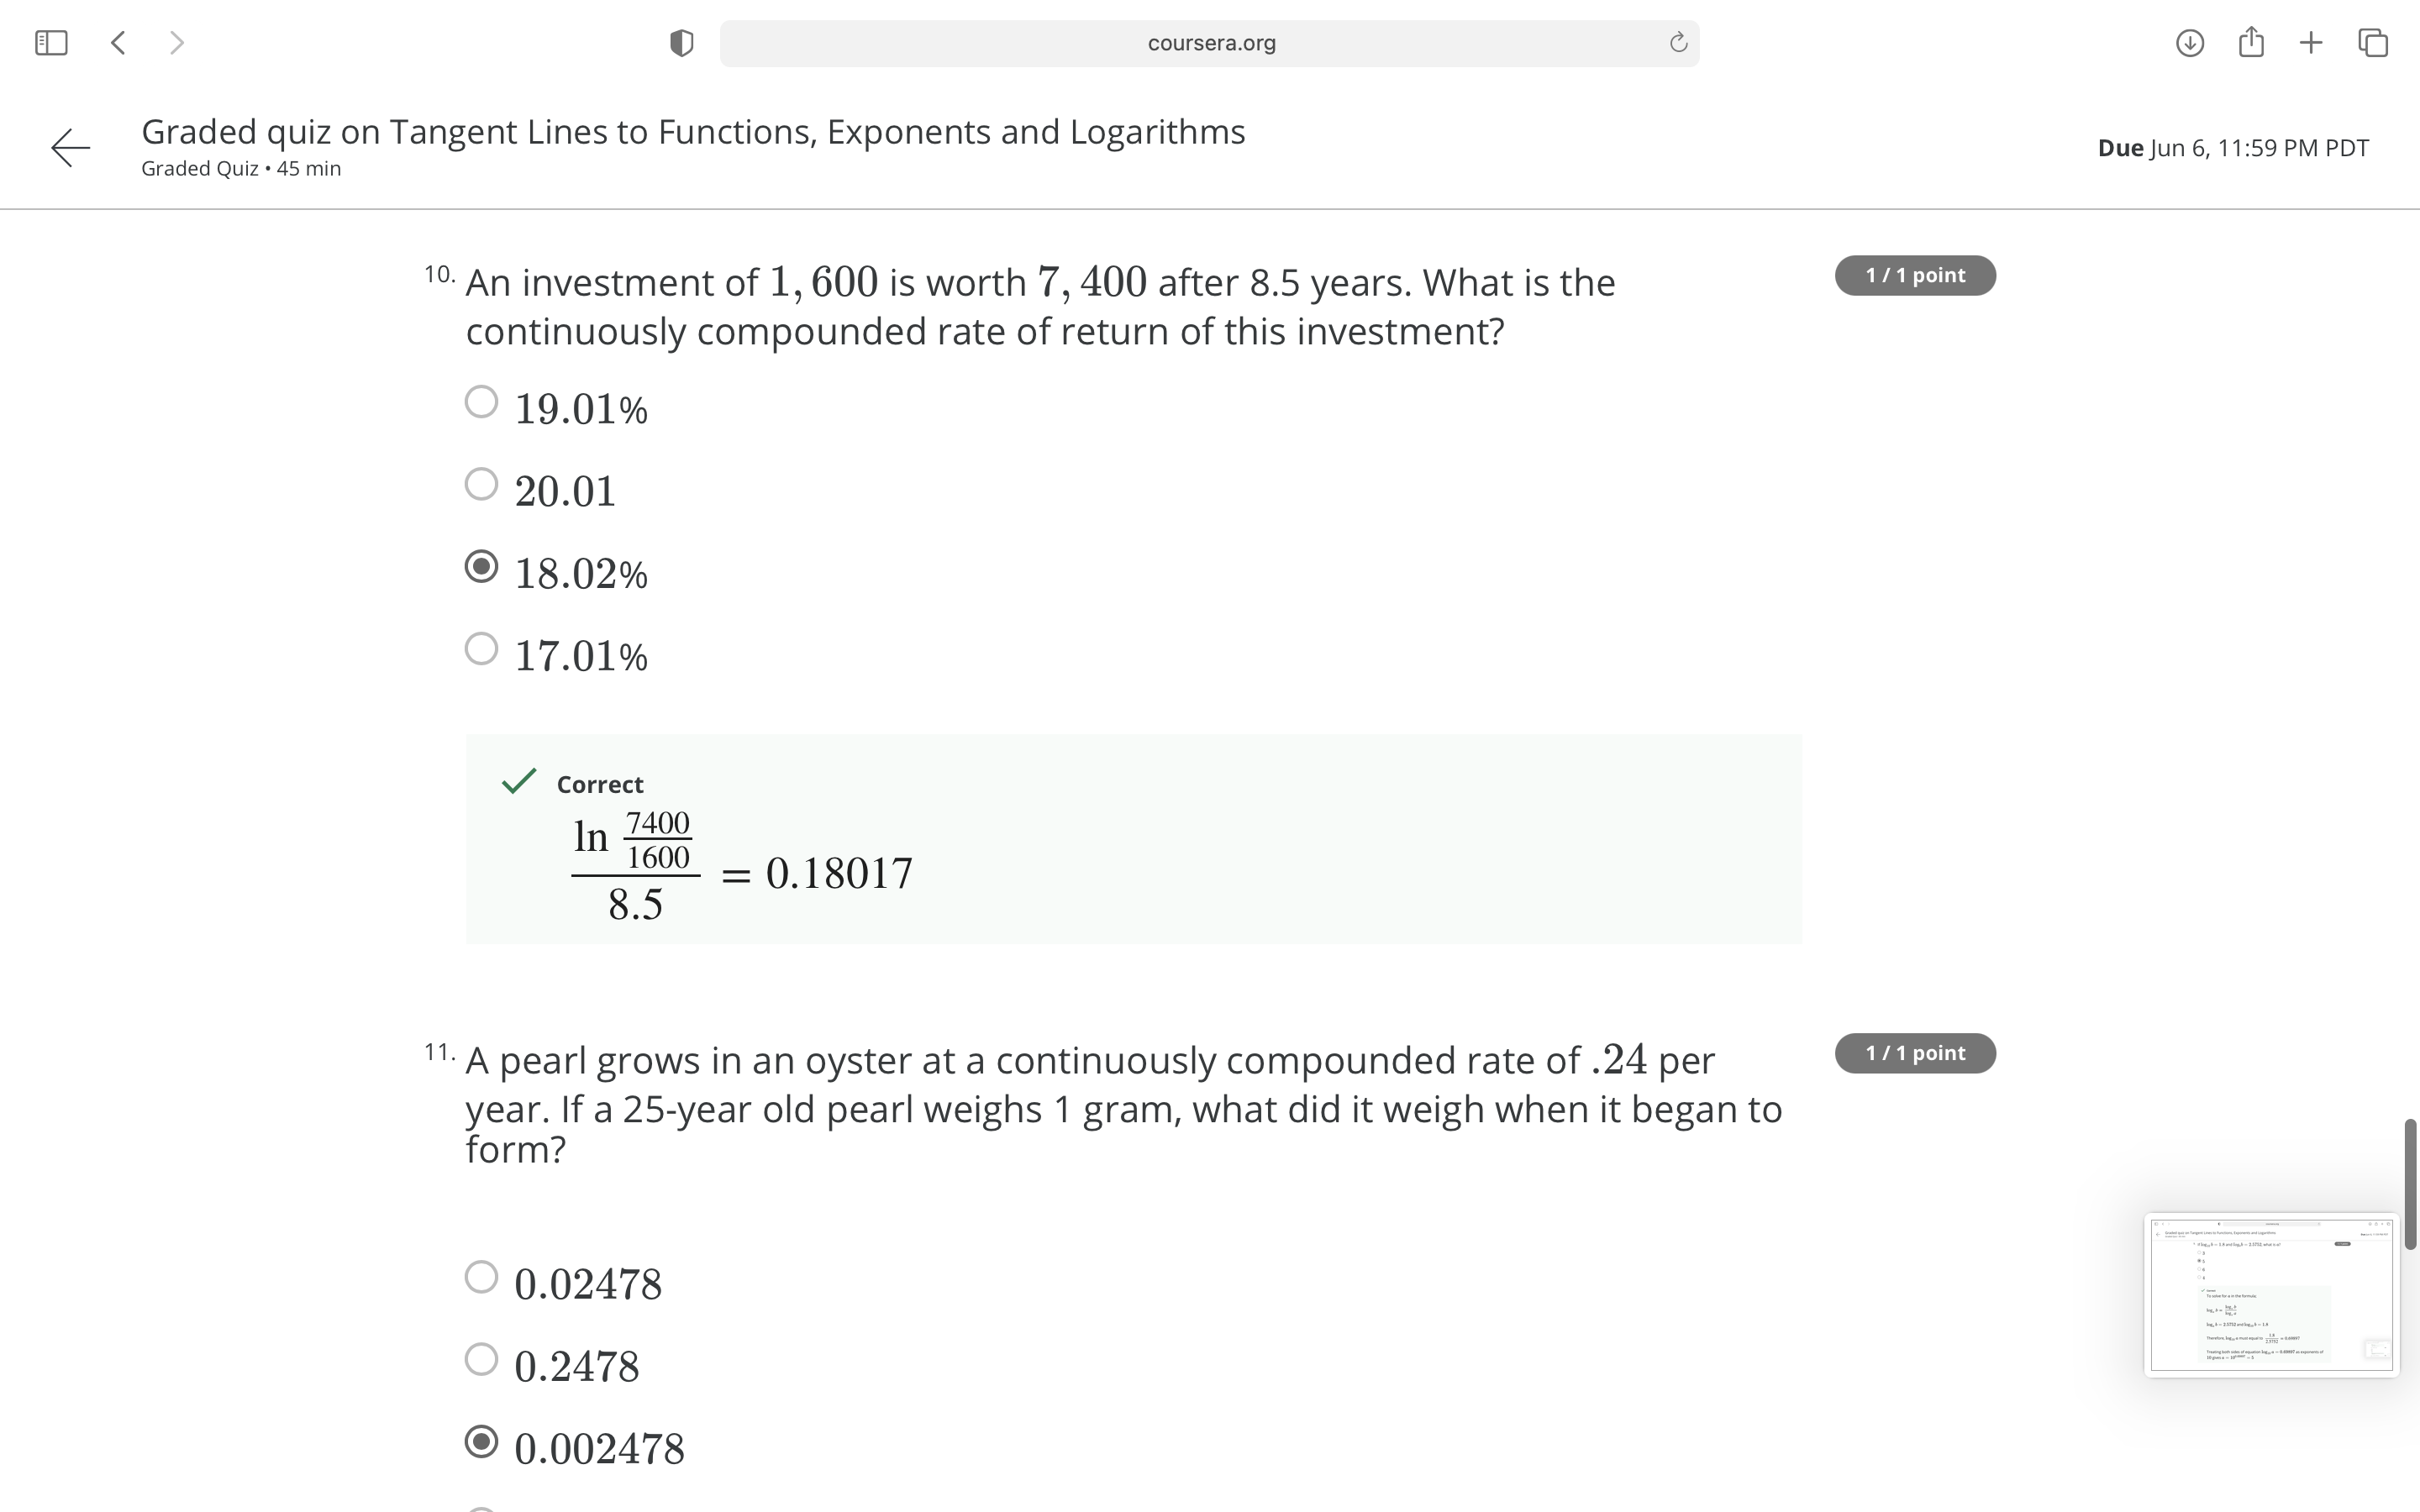 coursera.org
Graded quiz on Tangent Lines to Functions, Exponents and Logarithms
Graded Quiz • 45 min
Due Jun 6, 11:59 PM PDT
10. An investment of 1,600 is worth 7,400 after 8.5 years. What is the
continuously compounded rate of return of this investment?
1 / 1 point
19.01%
20.01
18.02%
17.01%
Correct
ln 7400/1600 / 8.5 = 0.18017
11. A pearl grows in an oyster at a continuously compounded rate of .24 per
year. If a 25-year old pearl weighs 1 gram, what did it weigh when it began to
form?
1 / 1 point
0.02478
0.2478
0.002478